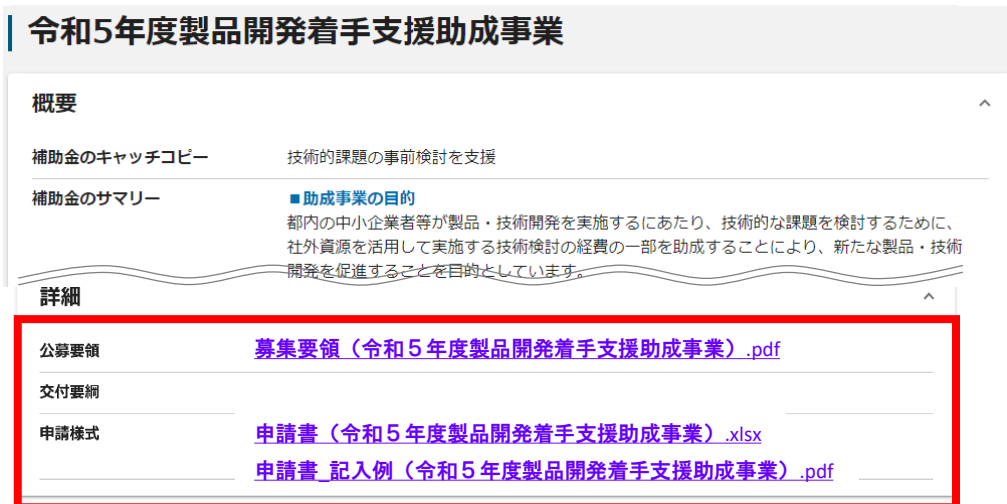 令和5年度製品開発着手支援助成事業
概要
補助金のキャッチコピー 技術的課題の事前検討を支援
補助金のサマリー ■助成事業の目的
都内の中小企業者等が製品・技術開発を実施するにあたり、技術的な課題を検討するために、
社外資源を活用して実施する技術検討の経費の一部を助成することにより、新たな製品・技術
開発を促進することを目的としています。
詳細
公募要領 募集要領（令和５年度製品開発着手支援助成事業）.pdf
交付要綱
申請様式 申請書（令和５年度製品開発着手支援助成事業）.xlsx
申請書_記入例（令和５年度製品開発着手支援助成事業）.pdf